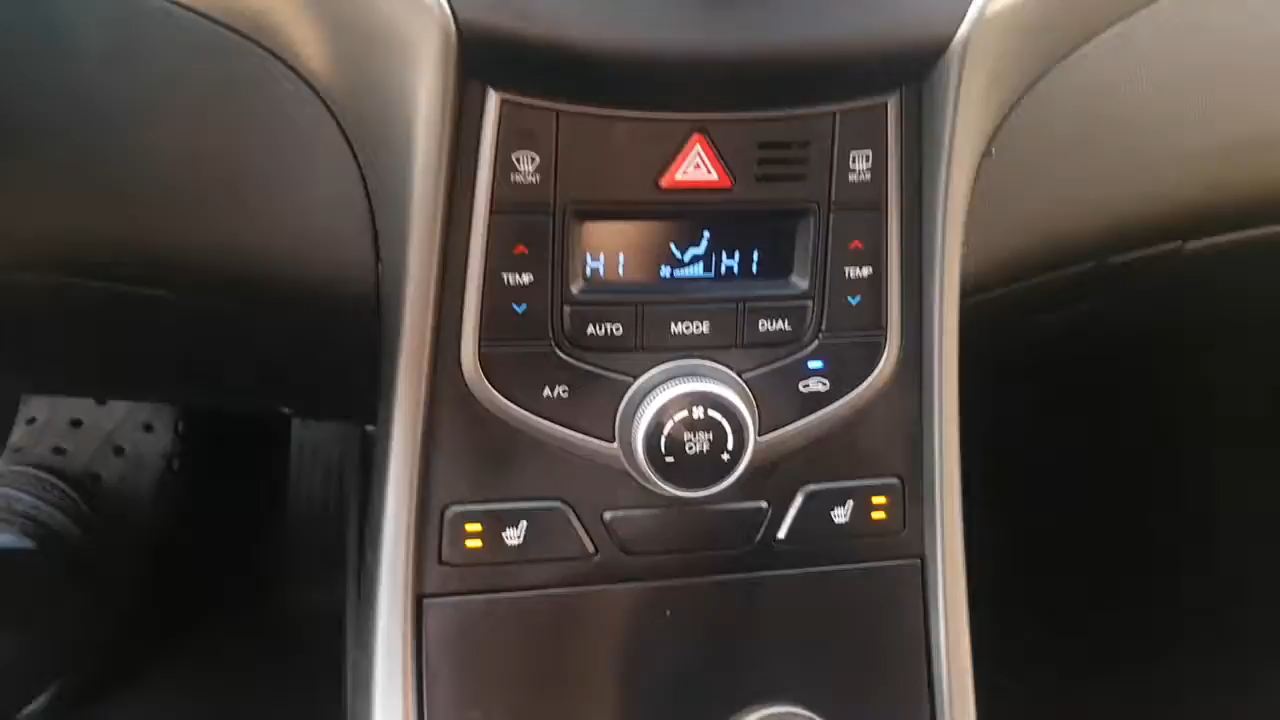 FRONT
REAR
HI
HI
TEMP
TEMP
AUTO
MODE
DUAL
A/C
PUSH
OFF
- +